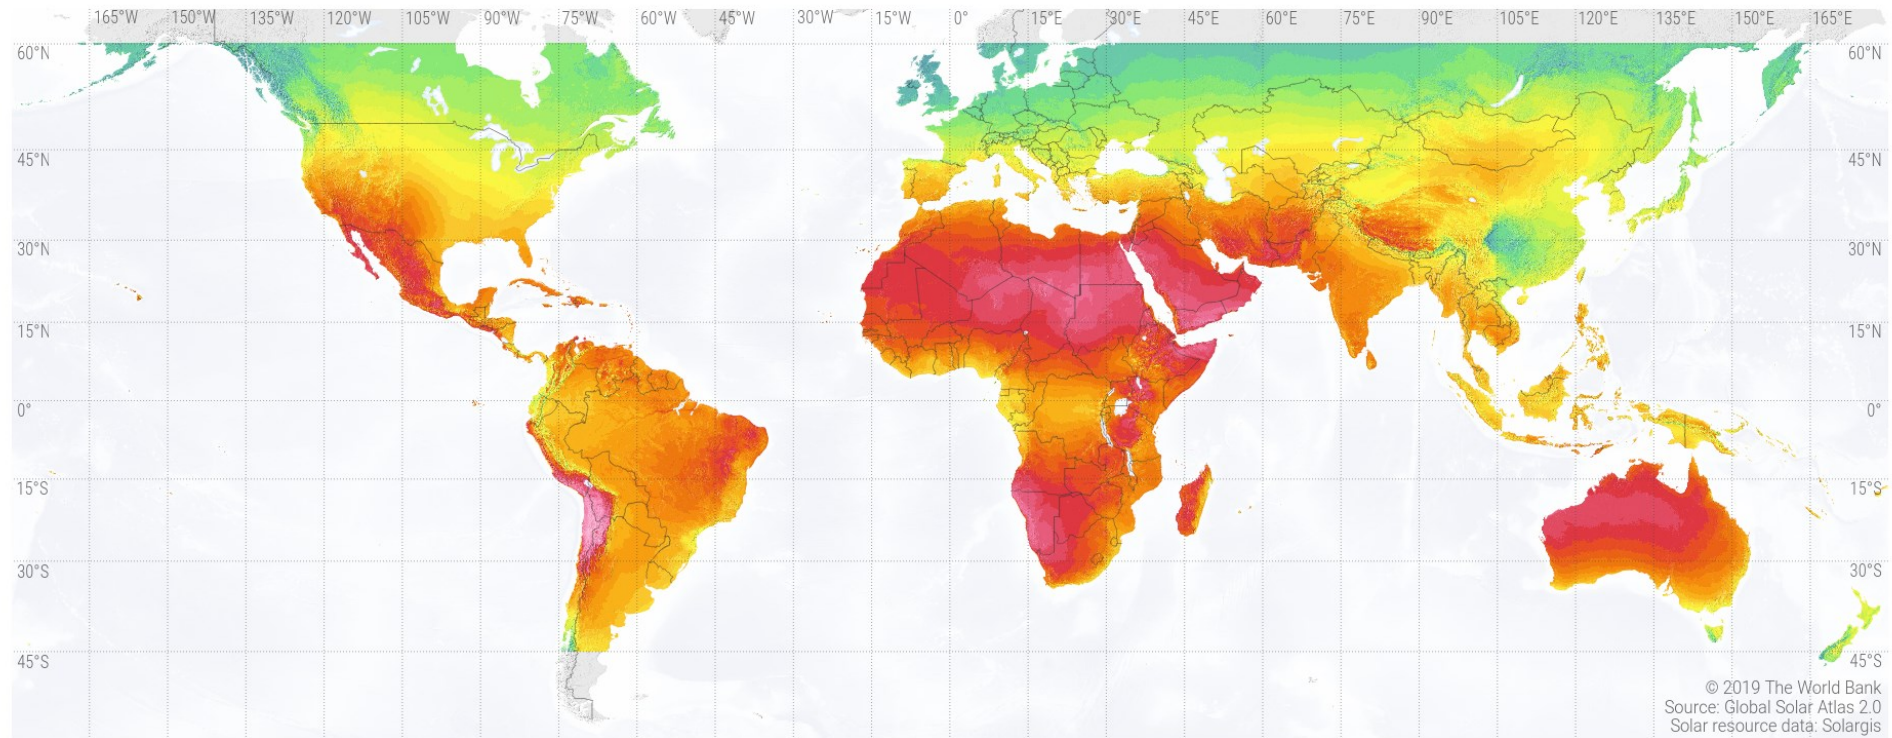 165°W 150°W 135°W 120°W 105°W 90°W 75°W 60°W 45°W 30°W 15°W 0° 15°E 30°E 45°E 60°E 75°E 90°E 105°E 120°E 135°E 150°E 165°E
60°N 60°N
45°N 45°N
30°N 30°N
15°N 15°N
0° 0°
15°S 15°S
30°S 30°S
45°S 45°S
© 2019 The World Bank
Source: Global Solar Atlas 2.0
Solar resource data: Solargis